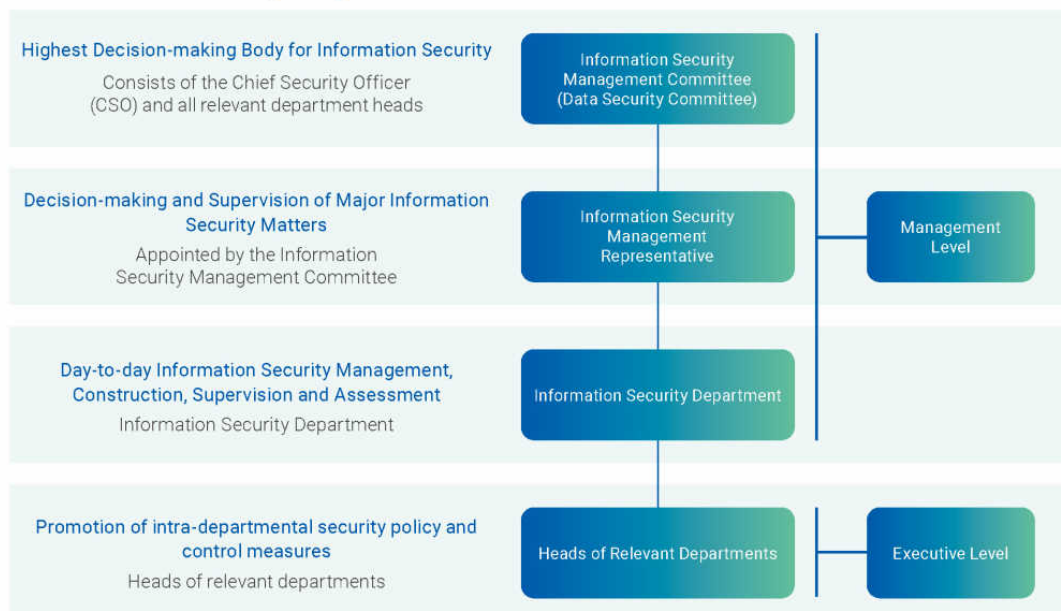 Highest Decision-making Body for Information Security
Consists of the Chief Security Officer
(CSO) and all relevant department heads
Information Security
Management Committee
(Data Security Committee)
Decision-making and Supervision of Major Information
Security Matters
Appointed by the Information
Security Management Committee
Information Security
Management
Representative
Management
Level
Day-to-day Information Security Management,
Construction, Supervision and Assessment
Information Security Department
Information Security Department
Promotion of intra-departmental security policy and
control measures
Heads of relevant departments
Heads of Relevant Departments
Executive Level